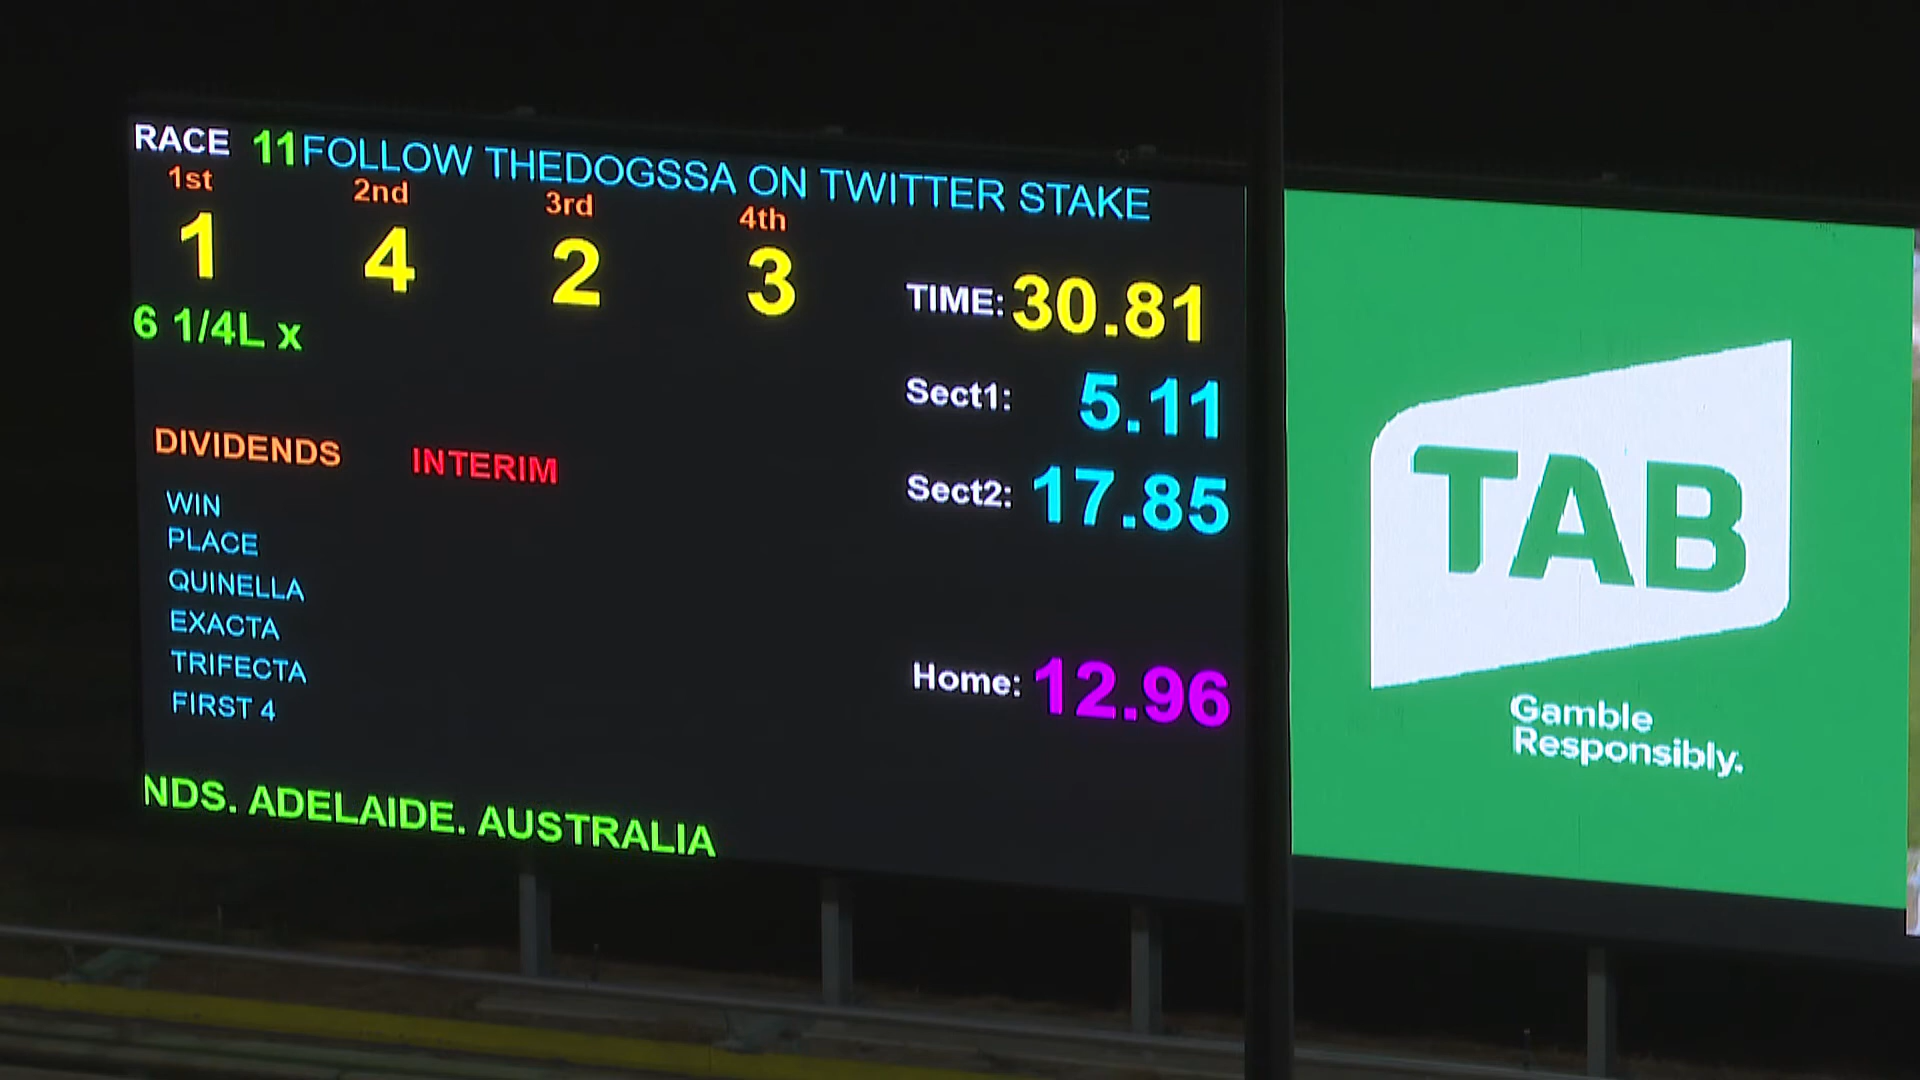 RACE 11 FOLLOW THEDOGSSA ON TWITTER STAKE
1st 2nd 3rd 4th
1 4 2 3
6 1/4L x
TIME: 30.81
Sect1: 5.11
Sect2: 17.85
Home: 12.96
DIVIDENDS INTERIM
WIN
PLACE
QUINELLA
EXACTA
TRIFECTA
FIRST 4
NDS. ADELAIDE. AUSTRALIA
TAB
Gamble
Responsibly.